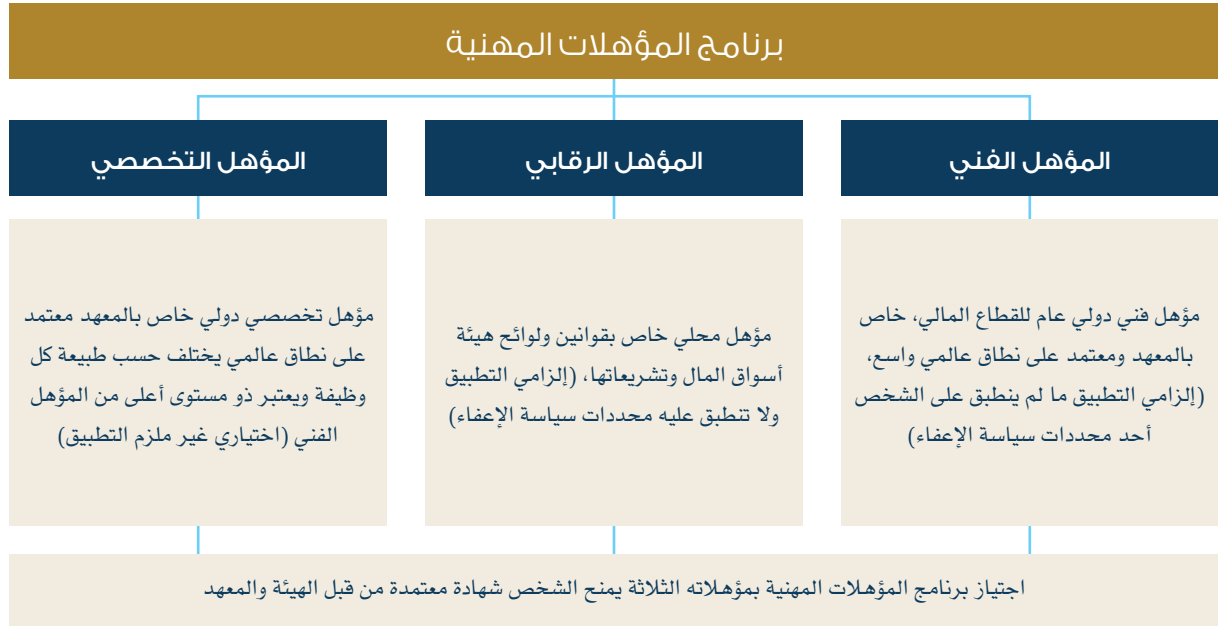 برنامج المؤهلات المهنية
المؤهل الفني
مؤهل فني دولي عام للقطاع المالي، خاص
بالمعهد ومعتمد على نطاق عالمي واسع،
(إلزامي التطبيق ما لم ينطبق على الشخص
أحد محددات سياسة الإعفاء)
المؤهل الرقابي
مؤهل محلي خاص بقوانين ولوائح هيئة
أسواق المال وتشريعاتها، (إلزامي التطبيق
ولا تنطبق عليه محددات سياسة الإعفاء)
المؤهل التخصصي
مؤهل تخصصي دولي خاص بالمعهد معتمد
على نطاق عالمي يختلف حسب طبيعة كل
وظيفة ويعتبر ذو مستوى أعلى من المؤهل
الفني (اختياري غير ملزم التطبيق)
اجتياز برنامج المؤهلات المهنية بمؤهلاته الثلاثة يمنح الشخص شهادة معتمدة من قبل الهيئة والمعهد